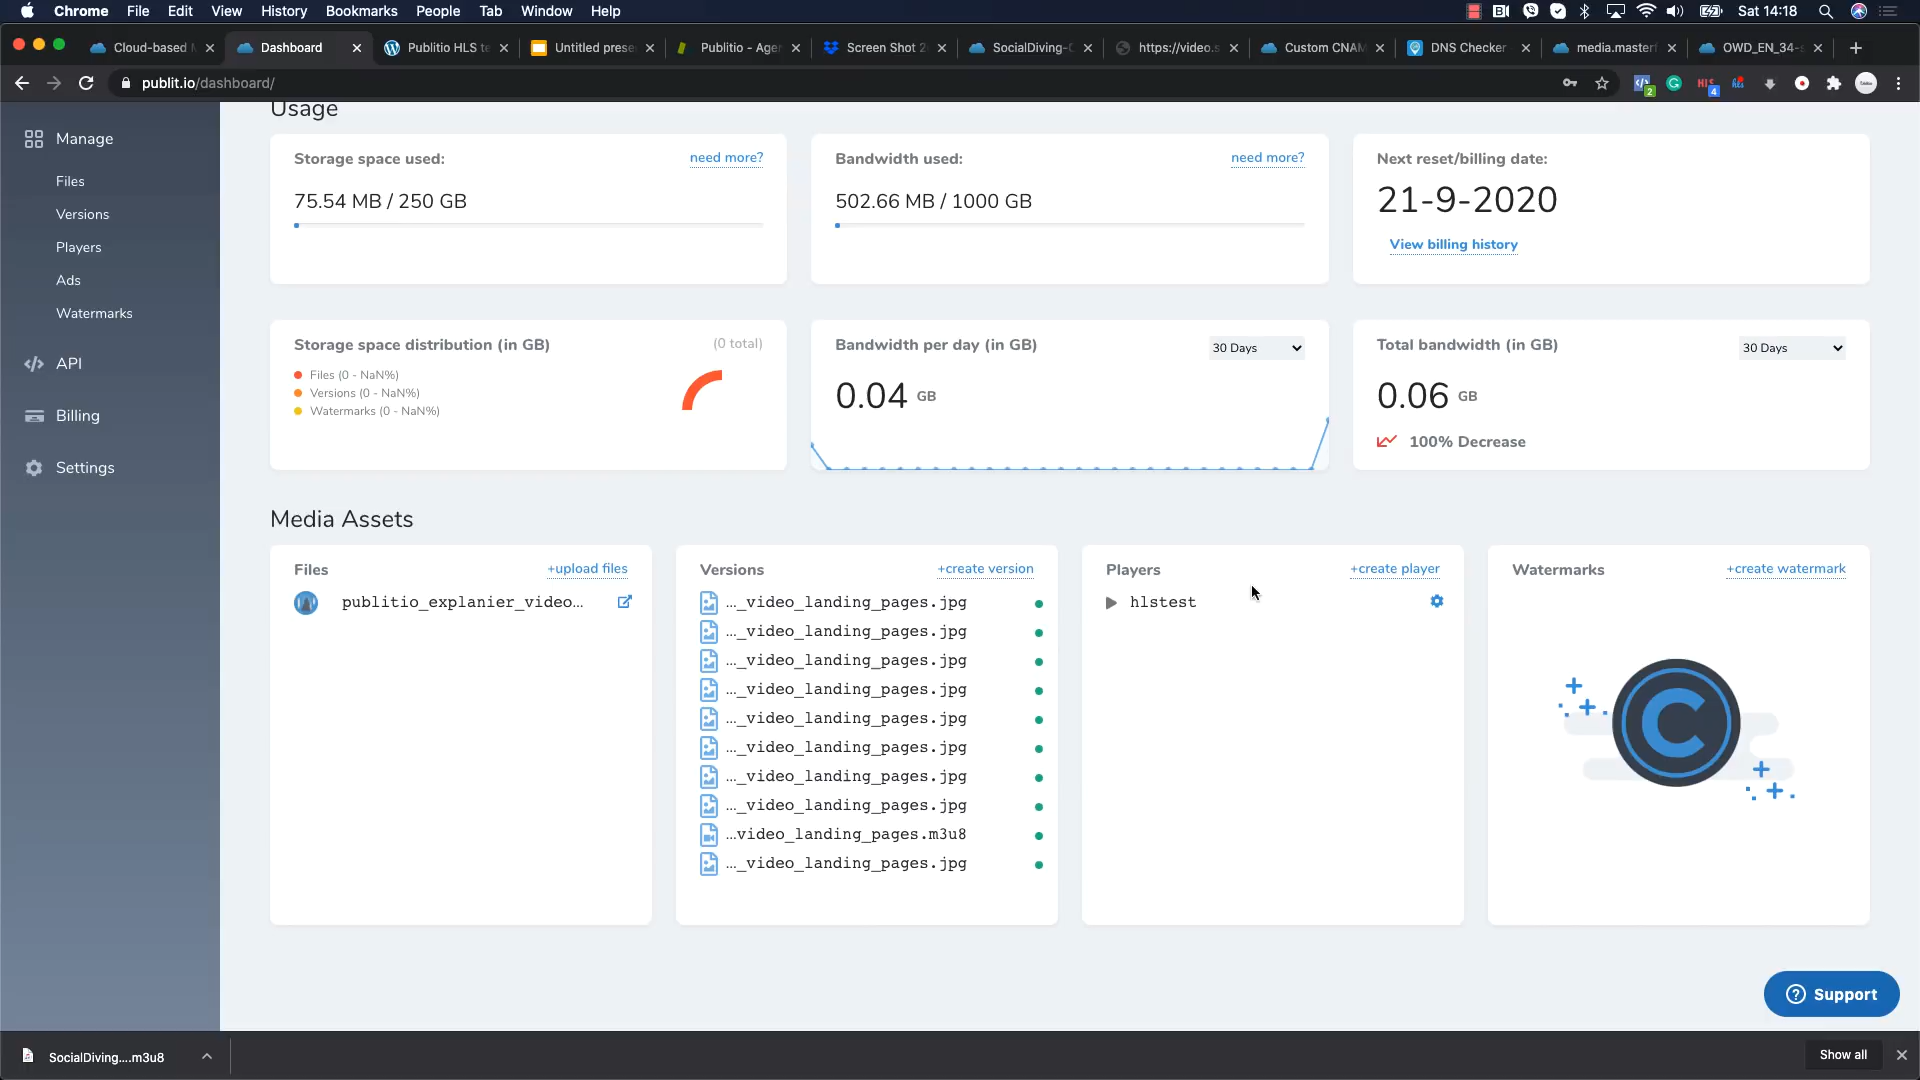 Chrome File Edit View History Bookmarks People Tab Window Help Sat 14:18
Cloud-based Dashboard Publitio HLS te Untitled prese Publitio - Ager Screen Shot 2 SocialDiving- https://video.s Custom CNAM DNS Checker media.masterf OWD_EN_34-
publit.io/dashboard/
Usage
Manage
Files
Versions
Players
Ads
Watermarks
API
Billing
Settings
Storage space used: need more?
75.54 MB / 250 GB
Bandwidth used: need more?
502.66 MB / 1000 GB
Next reset/billing date:
21-9-2020
View billing history
Storage space distribution (in GB) (0 total)
Files (0 - NaN%)
Versions (0 - NaN%)
Watermarks (0 - NaN%)
Bandwidth per day (in GB) 30 Days
0.04 GB
Total bandwidth (in GB) 30 Days
0.06 GB
100% Decrease
Media Assets
Files +upload files
publitio_explanier_video...
Versions +create version
..._video_landing_pages.jpg
..._video_landing_pages.jpg
..._video_landing_pages.jpg
..._video_landing_pages.jpg
..._video_landing_pages.jpg
..._video_landing_pages.jpg
..._video_landing_pages.jpg
..._video_landing_pages.jpg
...video_landing_pages.m3u8
..._video_landing_pages.jpg
Players +create player
hlstest
Watermarks +create watermark
Support
SocialDiving....m3u8 Show all